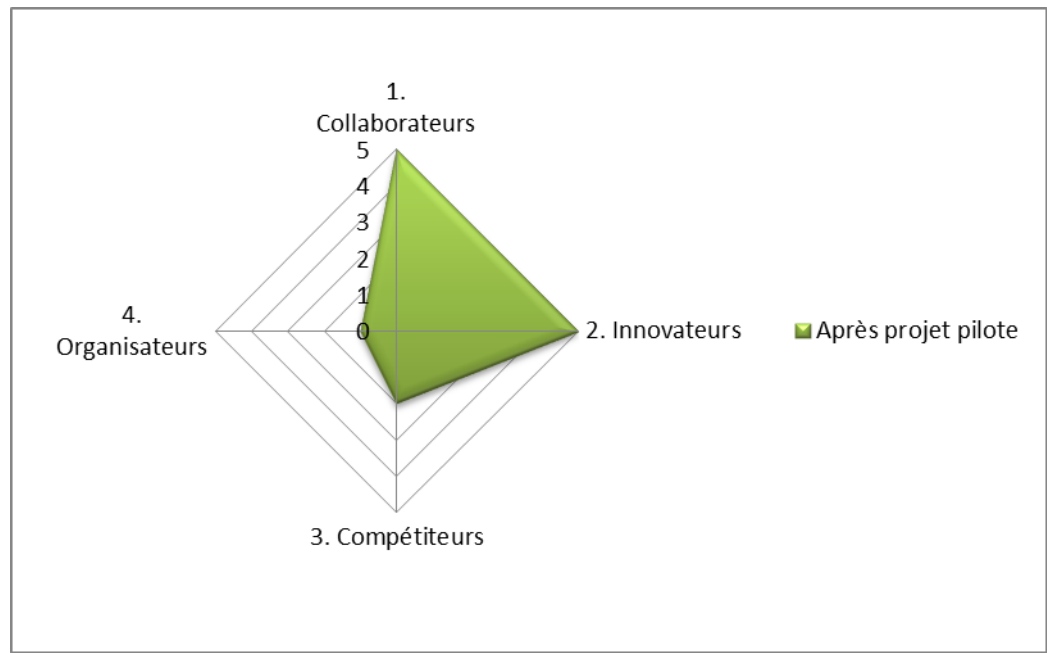 1.
Collaborateurs
5
4
3
2
1
0
4.
Organisateurs
2. Innovateurs
Après projet pilote
3. Compétiteurs